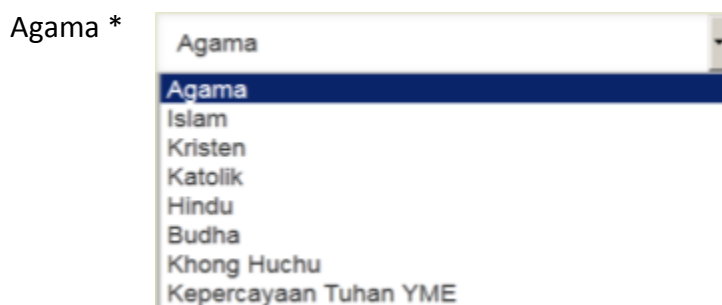 Agama *
Agama
Agama
Islam
Kristen
Katolik
Hindu
Budha
Khong Huchu
Kepercayaan Tuhan YME